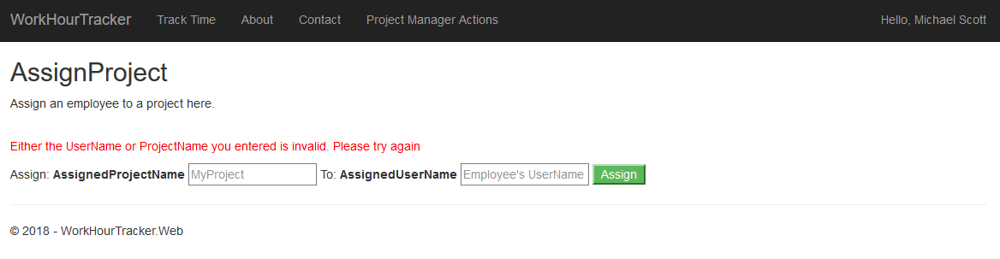 WorkHourTracker Track Time About Contact Project Manager Actions Hello, Michael Scott
AssignProject
Assign an employee to a project here.
Either the UserName or ProjectName you entered is invalid. Please try again
Assign: AssignedProjectName MyProject To: AssignedUserName Employee's UserName Assign
© 2018 - WorkHourTracker.Web